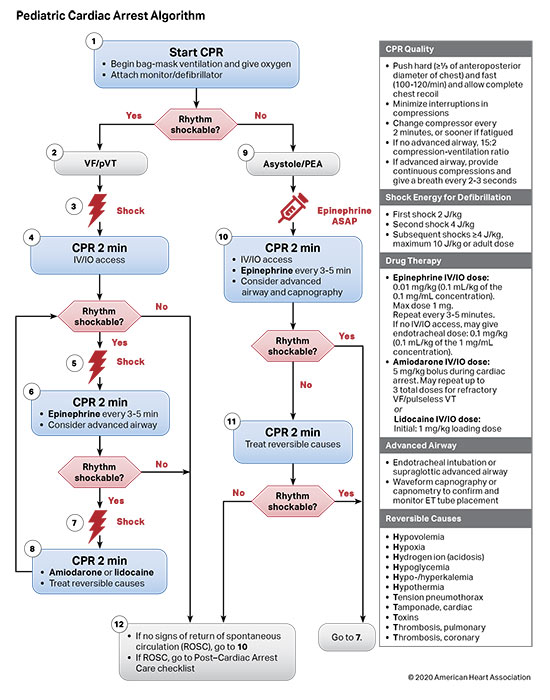 Pediatric Cardiac Arrest Algorithm
1
Start CPR
• Begin bag-mask ventilation and give oxygen
• Attach monitor/defibrillator
Yes
Rhythm
shockable?
No
2
VF/pVT
9
Asystole/PEA
3
Shock
Epinephrine
ASAP
4
CPR 2 min
IV/IO access
10
CPR 2 min
• IV/IO access
• Epinephrine every 3-5 min
• Consider advanced
airway and capnography
Rhythm
shockable?
No
Yes
5
Shock
Rhythm
shockable?
Yes
No
6
CPR 2 min
• Epinephrine every 3-5 min
• Consider advanced airway
11
CPR 2 min
Treat reversible causes
Rhythm
shockable?
No
Yes
7
Shock
No
Rhythm
shockable?
Yes
8
CPR 2 min
• Amiodarone or lidocaine
• Treat reversible causes
12
• If no signs of return of spontaneous
circulation (ROSC), go to 10
• If ROSC, go to Post–Cardiac Arrest
Care checklist
Go to 7.
CPR Quality
• Push hard (≥⅓ of anteroposterior
diameter of chest) and fast
(100-120/min) and allow complete
chest recoil
• Minimize interruptions in
compressions
• Change compressor every
2 minutes, or sooner if fatigued
• If no advanced airway, 15:2
compression-ventilation ratio
• If advanced airway, provide
continuous compressions and
give a breath every 2-3 seconds
Shock Energy for Defibrillation
• First shock 2 J/kg
• Second shock 4 J/kg
• Subsequent shocks ≥4 J/kg,
maximum 10 J/kg or adult dose
Drug Therapy
• Epinephrine IV/IO dose:
0.01 mg/kg (0.1 mL/kg of the
0.1 mg/mL concentration).
Max dose 1 mg.
Repeat every 3-5 minutes.
If no IV/IO access, may give
endotracheal dose: 0.1 mg/kg
(0.1 mL/kg of the 1 mg/mL
concentration).
• Amiodarone IV/IO dose:
5 mg/kg bolus during cardiac
arrest. May repeat up to
3 total doses for refractory
VF/pulseless VT
or
Lidocaine IV/IO dose:
Initial: 1 mg/kg loading dose
Advanced Airway
• Endotracheal intubation or
supraglottic advanced airway
• Waveform capnography or
capnometry to confirm and
monitor ET tube placement
Reversible Causes
• Hypovolemia
• Hypoxia
• Hydrogen ion (acidosis)
• Hypoglycemia
• Hypo-/hyperkalemia
• Hypothermia
• Tension pneumothorax
• Tamponade, cardiac
• Toxins
• Thrombosis, pulmonary
• Thrombosis, coronary
© 2020 American Heart Association